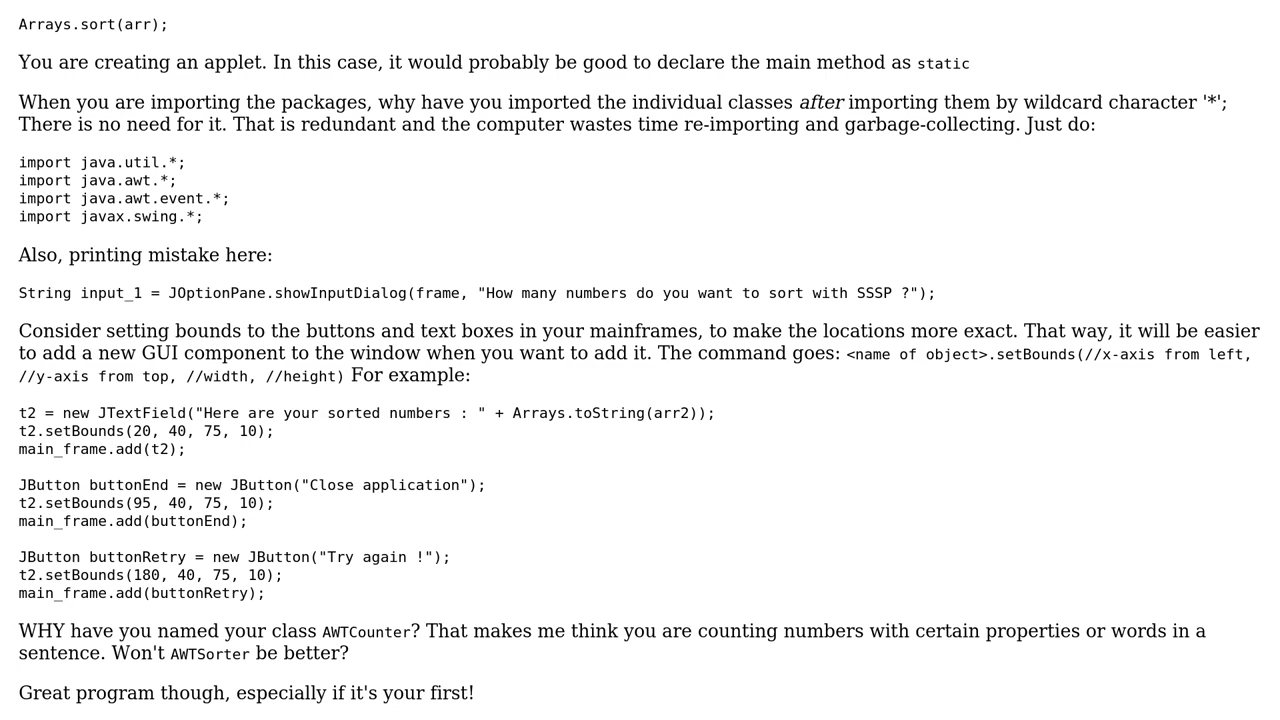 Arrays.sort(arr);
You are creating an applet. In this case, it would probably be good to declare the main method as static
When you are importing the packages, why have you imported the individual classes after importing them by wildcard character '*';
There is no need for it. That is redundant and the computer wastes time re-importing and garbage-collecting. Just do:
import java.util.*;
import java.awt.*;
import java.awt.event.*;
import javax.swing.*;
Also, printing mistake here:
String input_1 = JOptionPane.showInputDialog(frame, "How many numbers do you want to sort with SSSP ?");
Consider setting bounds to the buttons and text boxes in your mainframes, to make the locations more exact. That way, it will be easier
to add a new GUI component to the window when you want to add it. The command goes: <name of object>.setBounds(//x-axis from left,
//y-axis from top, //width, //height) For example:
t2 = new JTextField("Here are your sorted numbers : " + Arrays.toString(arr2));
t2.setBounds(20, 40, 75, 10);
main_frame.add(t2);
JButton buttonEnd = new JButton("Close application");
t2.setBounds(95, 40, 75, 10);
main_frame.add(buttonEnd);
JButton buttonRetry = new JButton("Try again !");
t2.setBounds(180, 40, 75, 10);
main_frame.add(buttonRetry);
WHY have you named your class AWTCounter? That makes me think you are counting numbers with certain properties or words in a
sentence. Won't AWTSorter be better?
Great program though, especially if it's your first!